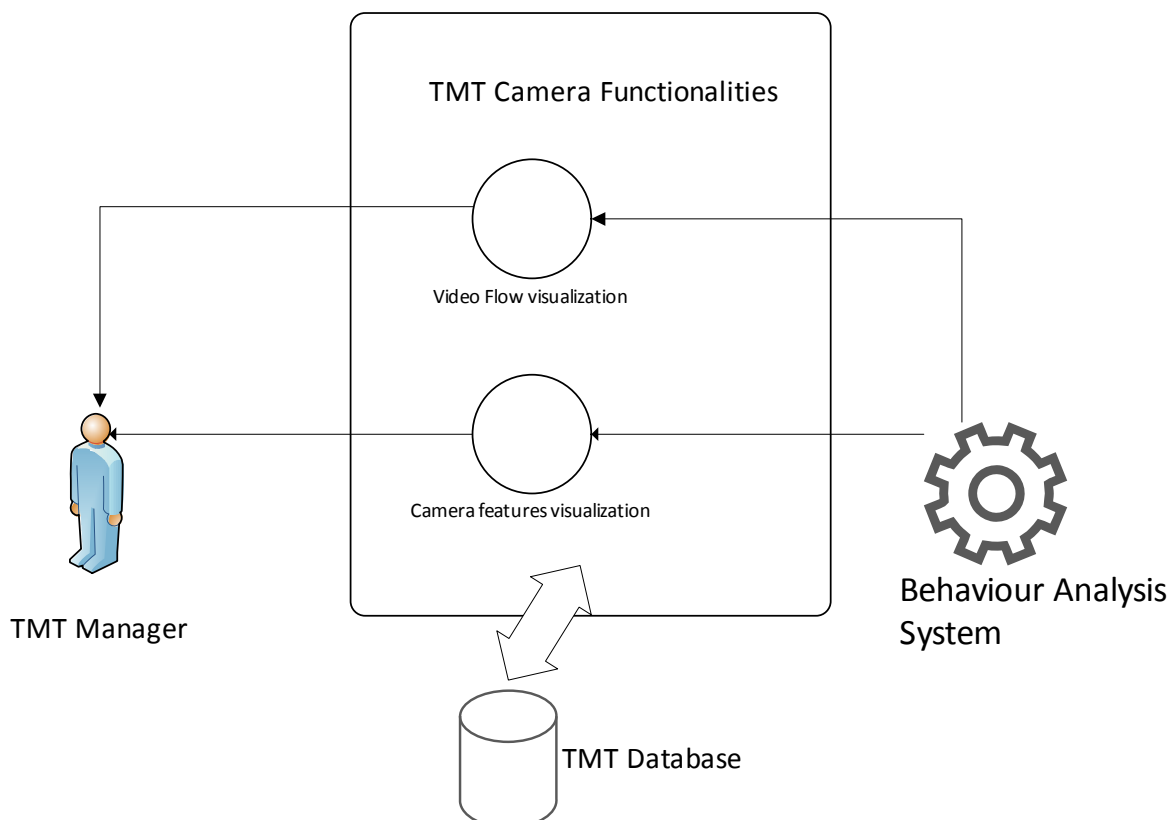 TMT Camera Functionalities
Video Flow visualization
Camera features visualization
TMT Manager
Behaviour Analysis
System
TMT Database